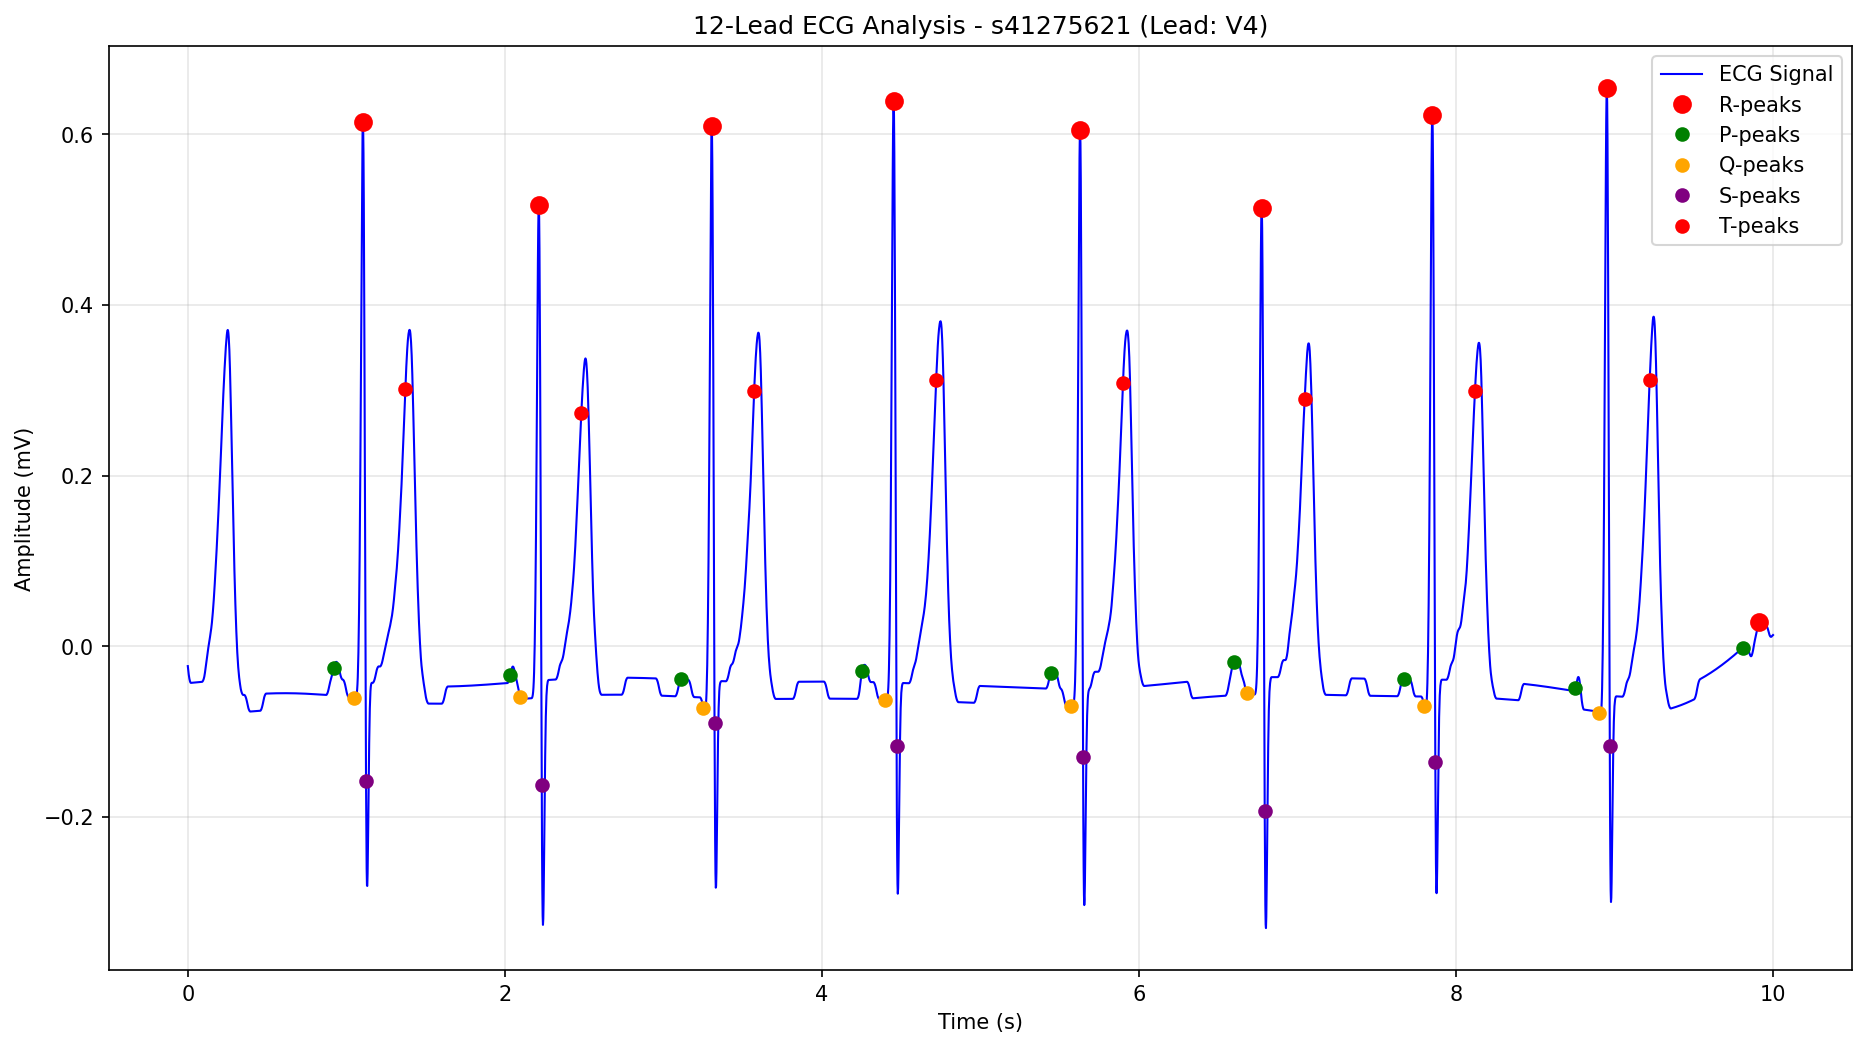 12-Lead ECG Analysis - s41275621 (Lead: V4)
ECG Signal
R-peaks
P-peaks
Q-peaks
S-peaks
T-peaks
Amplitude (mV)
0.6
0.4
0.2
0.0
−0.2
0 2 4 6 8 10
Time (s)